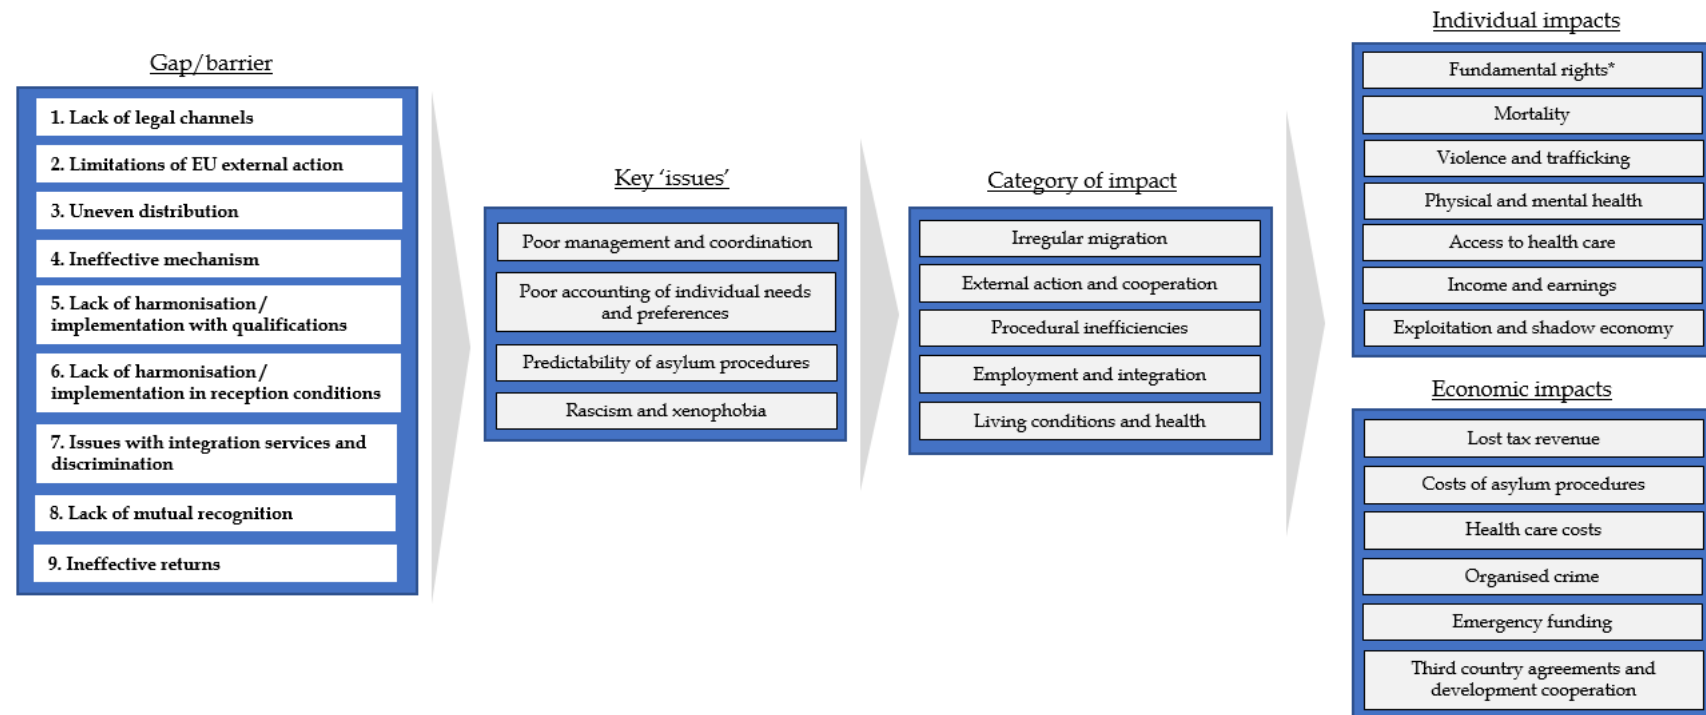 Gap/barrier
1. Lack of legal channels
2. Limitations of EU external action
3. Uneven distribution
4. Ineffective mechanism
5. Lack of harmonisation/
implementation with qualifications
6. Lack of harmonisation/
implementation in reception conditions
7. Issues with integration services and
discrimination
8. Lack of mutual recognition
9. Ineffective returns
Key ‘issues’
Poor management and coordination
Poor accounting of individual needs
and preferences
Predictability of asylum procedures
Rascism and xenophobia
Category of impact
Irregular migration
External action and cooperation
Procedural inefficiencies
Employment and integration
Living conditions and health
Individual impacts
Fundamental rights*
Mortality
Violence and trafficking
Physical and mental health
Access to health care
Income and earnings
Exploitation and shadow economy
Economic impacts
Lost tax revenue
Costs of asylum procedures
Health care costs
Organised crime
Emergency funding
Third country agreements and
development cooperation